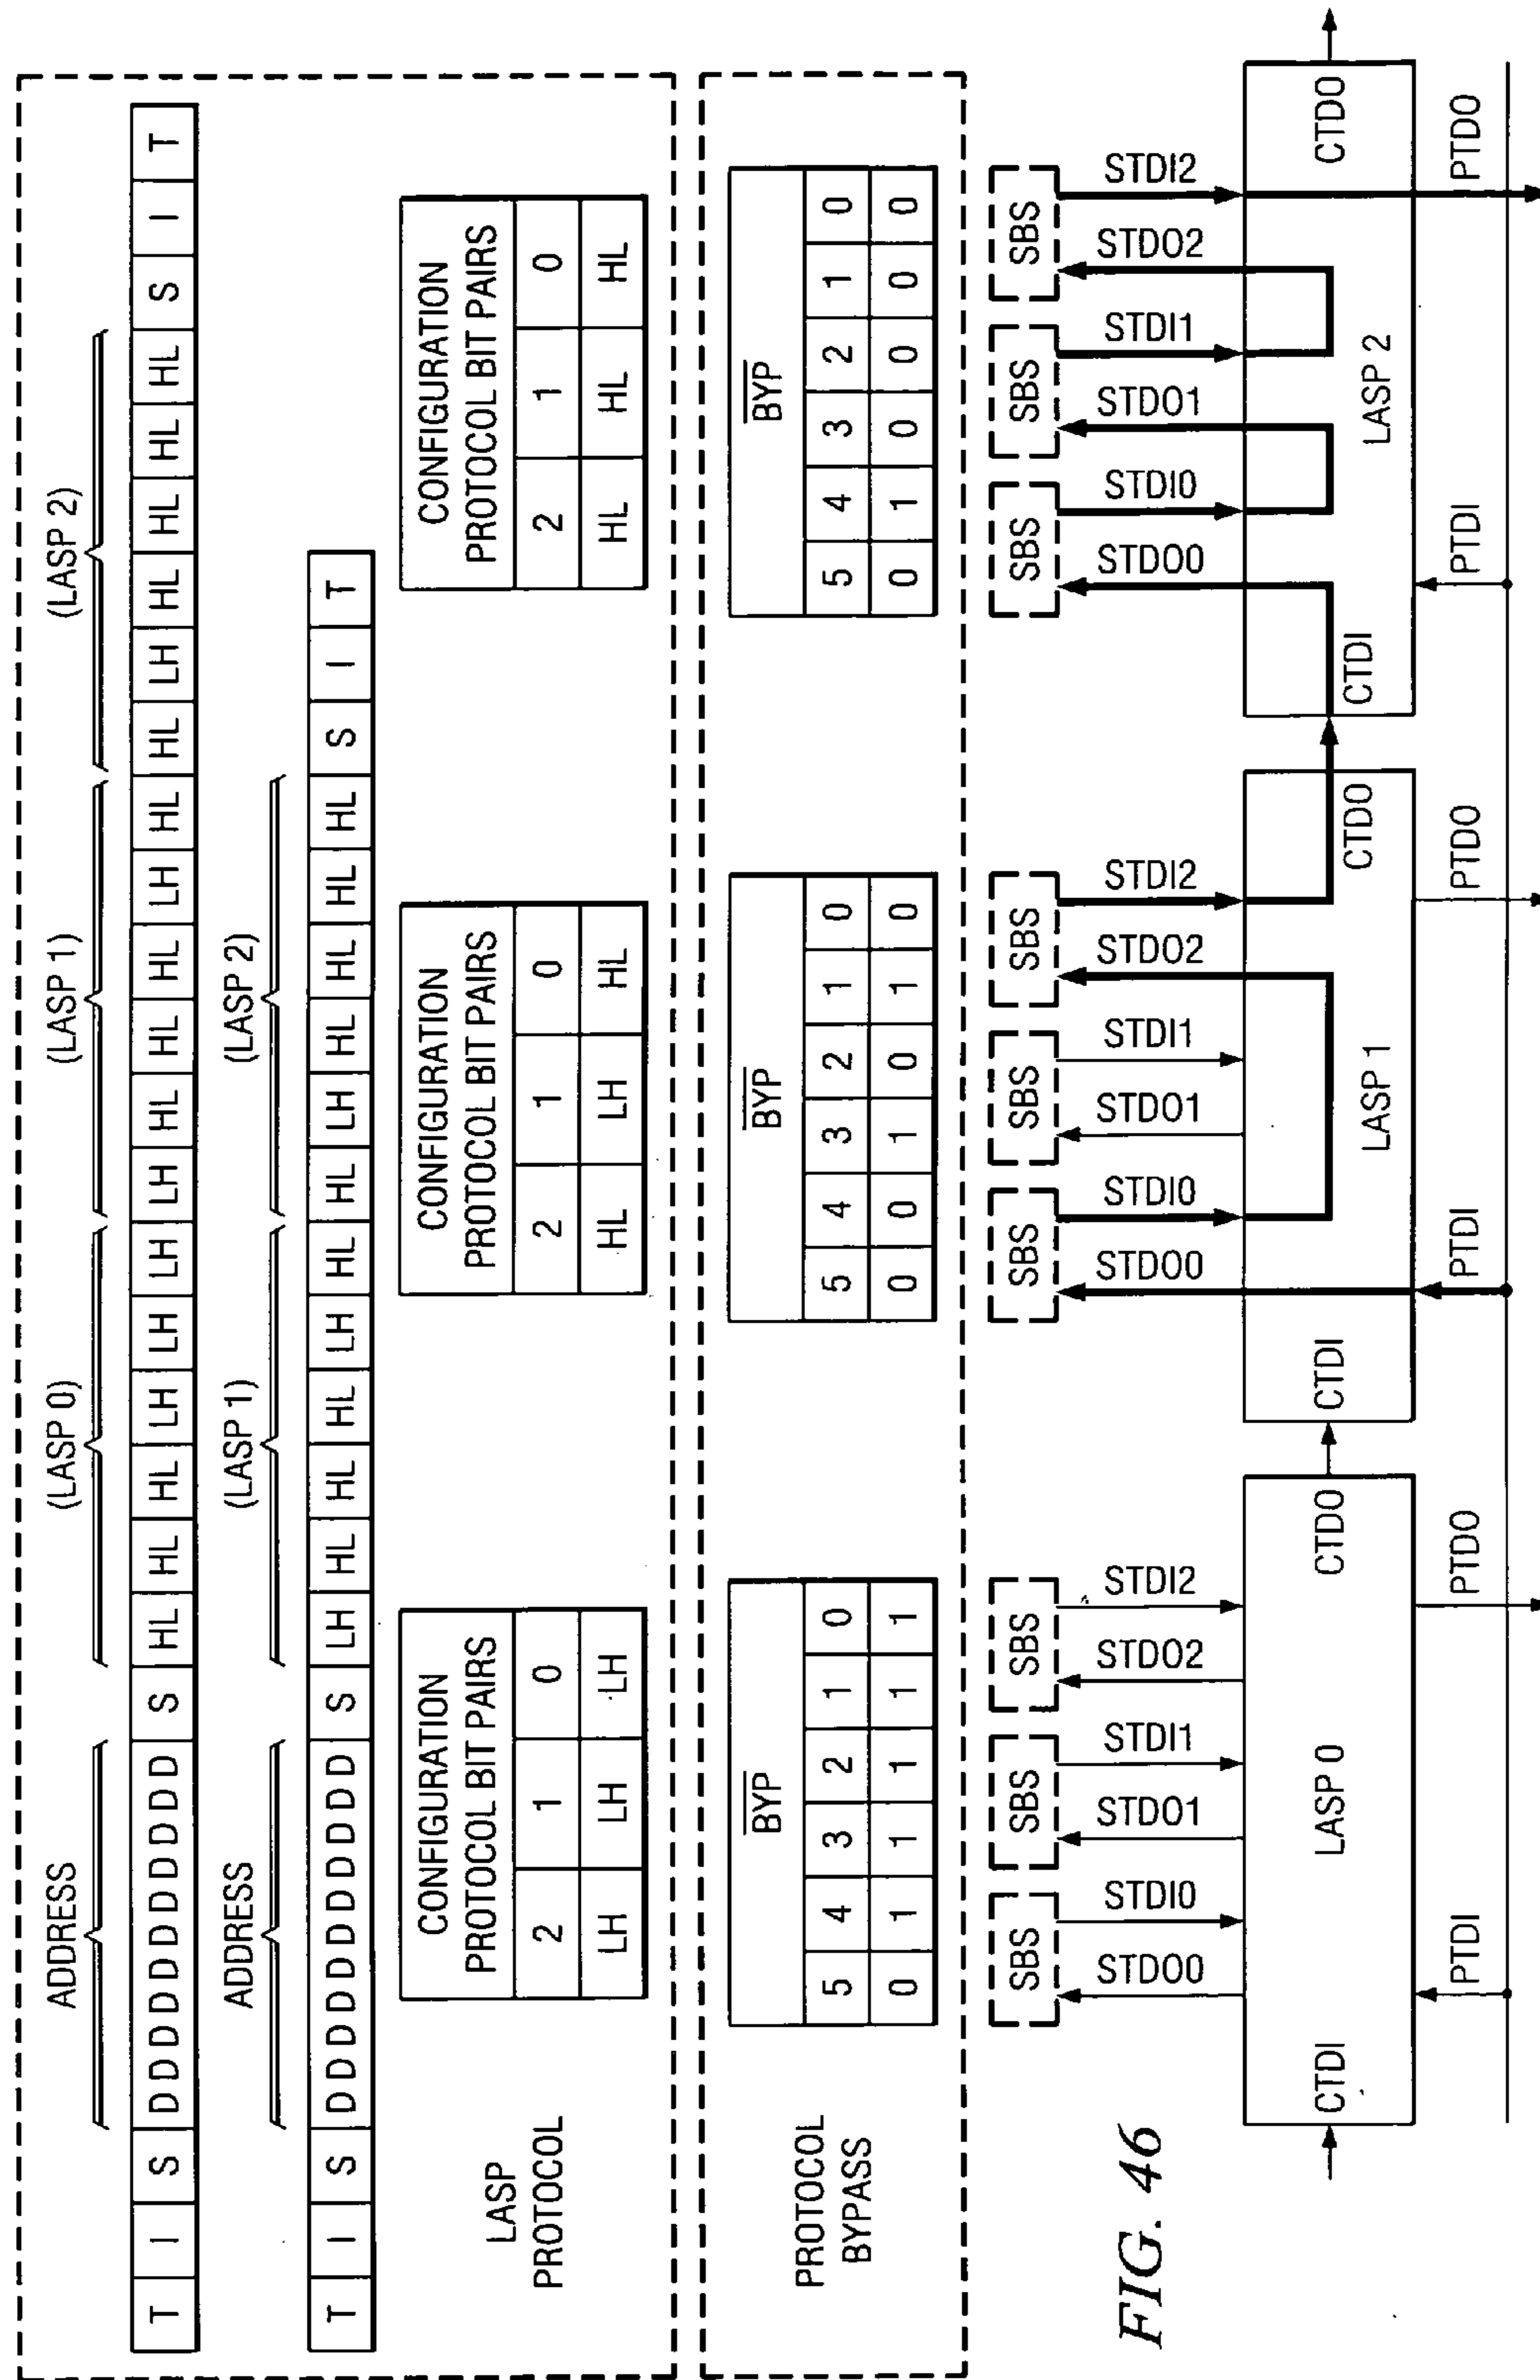 ADDRESS (LASP 0) (LASP 1) (LASP 2)
T I S D D D D D D D D D D S HL HL HL LH LH LH LH HL HL HL LH HL HL LH HL HL HL HL S I T
ADDRESS (LASP 1) (LASP 2)
T I S D D D D D D D D D D S LH HL HL HL LH HL HL LH HL HL HL HL S I T
LASP
PROTOCOL
CONFIGURATION
PROTOCOL BIT PAIRS
2 1 0
LH LH LH
CONFIGURATION
PROTOCOL BIT PAIRS
2 1 0
HL LH HL
CONFIGURATION
PROTOCOL BIT PAIRS
2 1 0
HL HL HL
PROTOCOL
BYPASS
BYP
5 4 3 2 1 0
0 1 1 1 1 1
BYP
5 4 3 2 1 0
0 0 1 0 1 0
BYP
5 4 3 2 1 0
0 1 0 0 0 0
SBS SBS SBS SBS SBS SBS SBS SBS SBS
STDO0 STDI0 STDO1 STDI1 STDO2 STDI2
STDO0 STDI0 STDO1 STDI1 STDO2 STDI2
STDO0 STDI0 STDO1 STDI1 STDO2 STDI2
FIG. 46
CTDI LASP 0 CTDO
CTDI LASP 1 CTDO
CTDI LASP 2 CTDO
PTDI PTDO PTDI PTDO PTDI PTDO